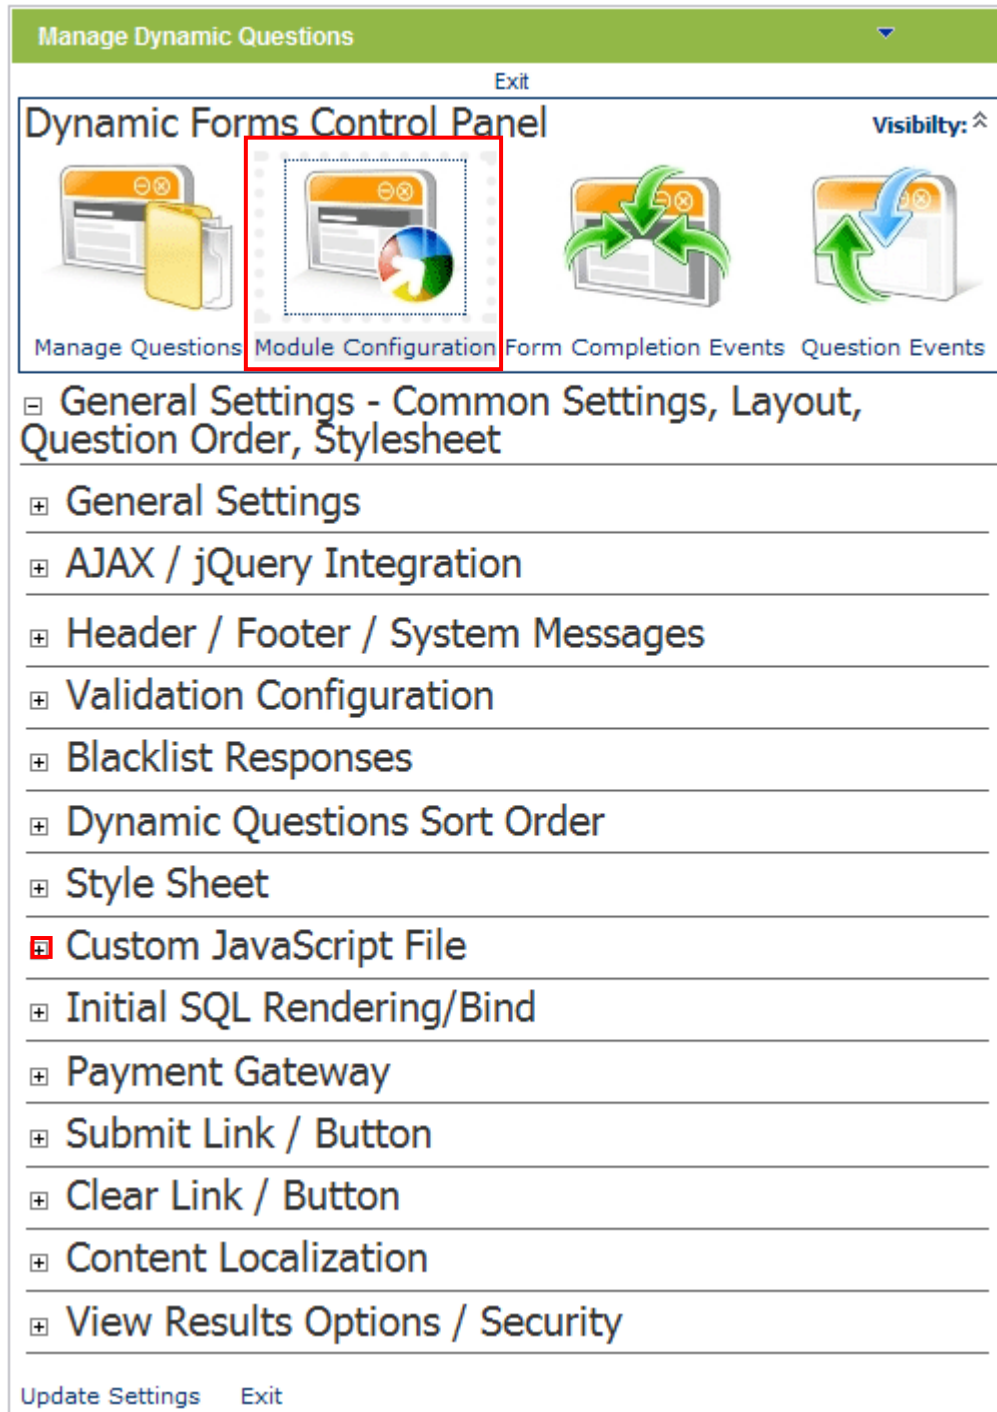 Manage Dynamic Questions
Exit
Dynamic Forms Control Panel
Visibilty:
Manage Questions Module Configuration Form Completion Events Question Events
General Settings - Common Settings, Layout,
Question Order, Stylesheet
General Settings
AJAX / jQuery Integration
Header / Footer / System Messages
Validation Configuration
Blacklist Responses
Dynamic Questions Sort Order
Style Sheet
Custom JavaScript File
Initial SQL Rendering/Bind
Payment Gateway
Submit Link / Button
Clear Link / Button
Content Localization
View Results Options / Security
Update Settings Exit